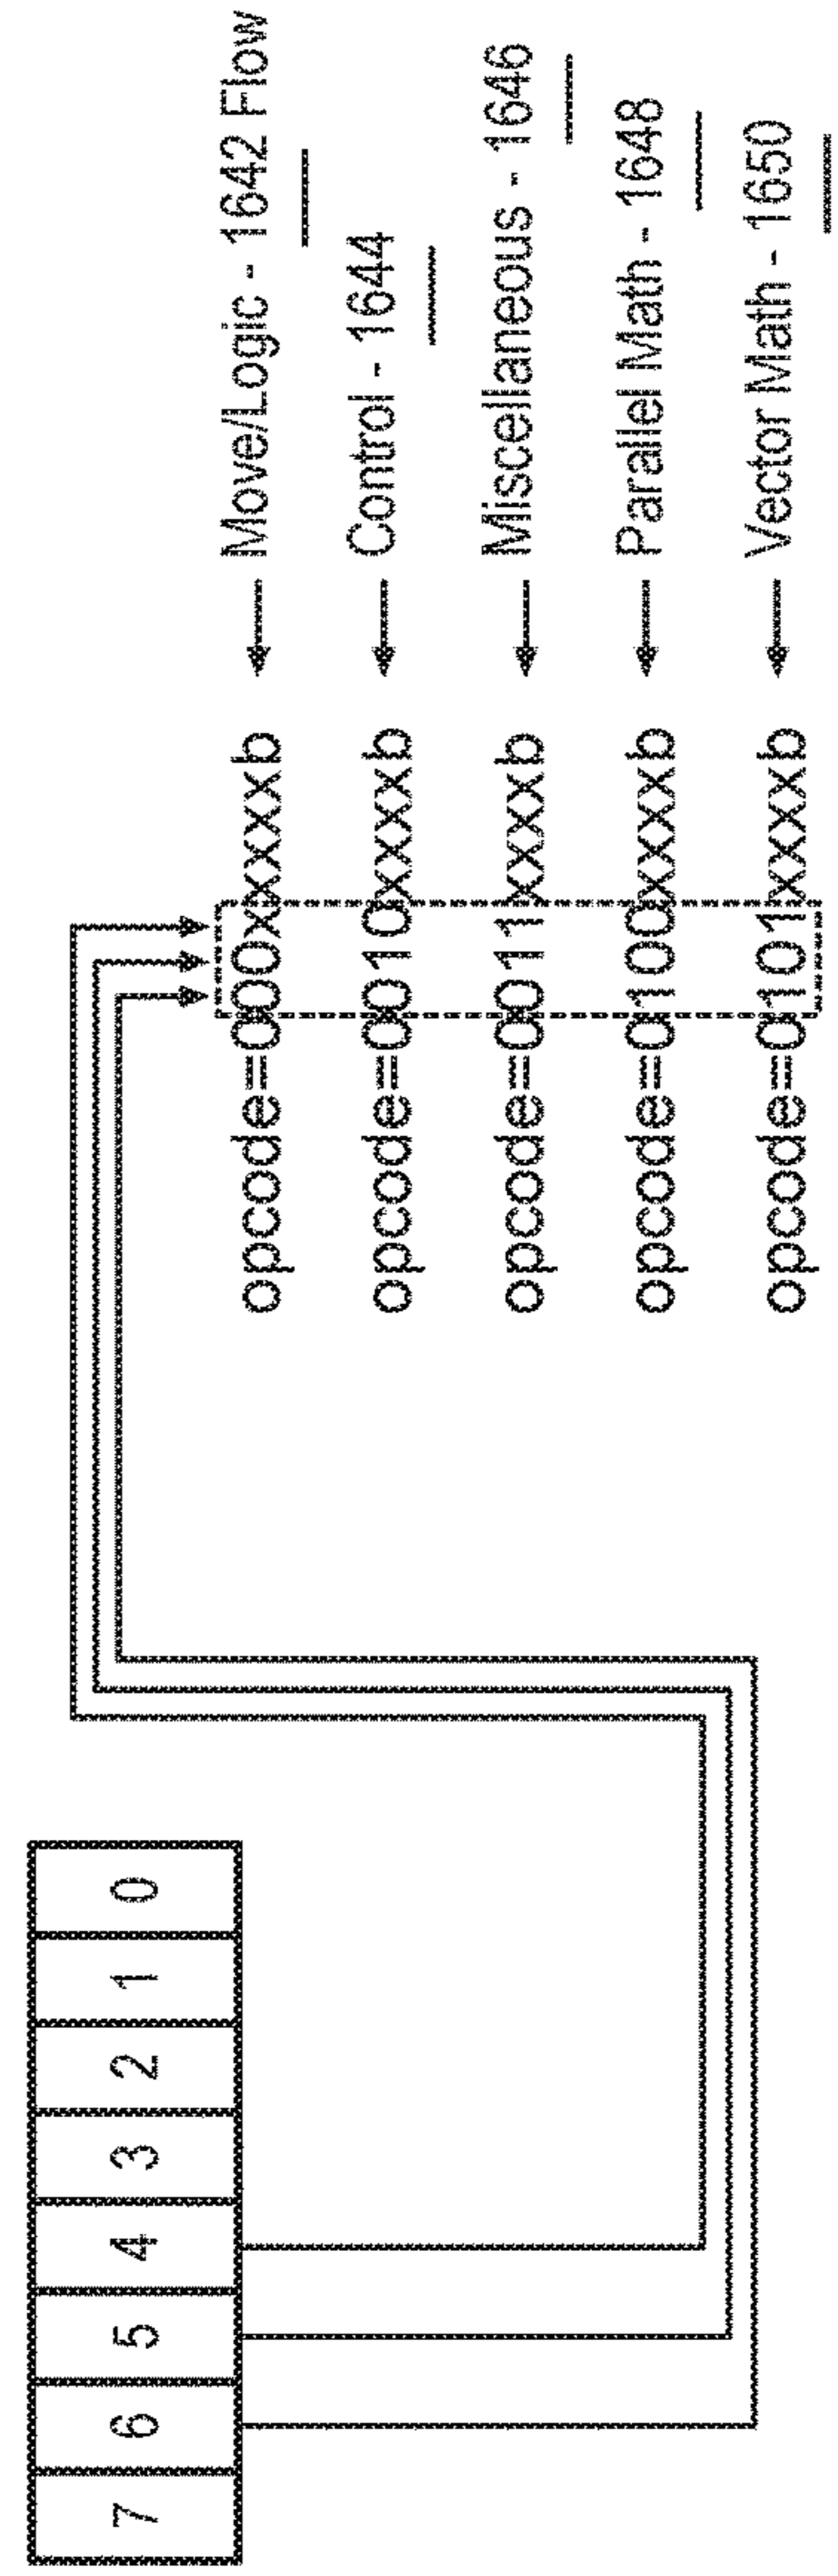 7 6 5 4 3 2 1 0
opcode=000xxxxxb Move/Logic - 1642 Flow
opcode=0010xxxxb Control - 1644
opcode=0011xxxxb Miscellaneous - 1646
opcode=0100xxxxb Parallel Math - 1648
opcode=0101xxxxb Vector Math - 1650